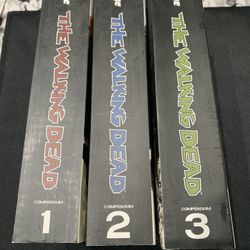 THE WALKING DEAD
COMPENDIUM
1
THE WALKING DEAD
COMPENDIUM
2
THE WALKING DEAD
COMPENDIUM
3